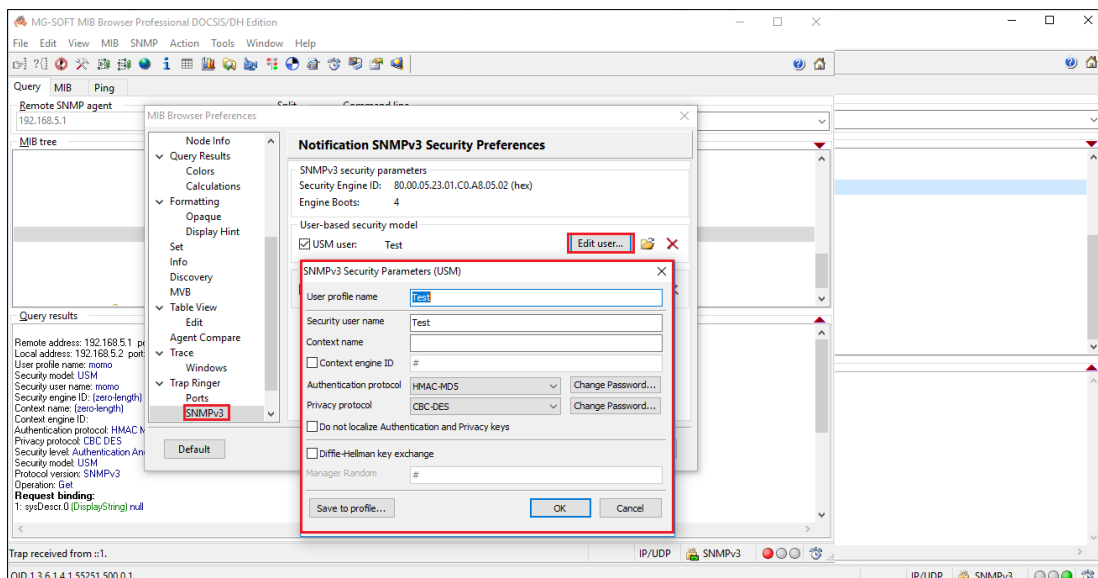 MG-SOFT MIB Browser Professional DOCSIS/DH Edition
File Edit View MIB SNMP Action Tools Window Help
Query MIB Ping
Remote SNMP agent
192.168.5.1
MIB tree
MIB Browser Preferences
Node Info
Query Results
Colors
Calculations
Formatting
Opaque
Display Hint
Set
Info
Discovery
MVB
Table View
Edit
Agent Compare
Trace
Windows
Trap Ringer
Ports
SNMPv3
Default
Notification SNMPv3 Security Preferences
SNMPv3 security parameters
Security Engine ID: 80.00.05.23.01.C0.A8.05.02 (hex)
Engine Boots: 4
User-based security model
USM user: Test
Edit user...
SNMPv3 Security Parameters (USM)
User profile name Test
Security user name Test
Context name
Context engine ID #
Authentication protocol HMAC-MD5 Change Password...
Privacy protocol CBC-DES Change Password...
Do not localize Authentication and Privacy keys
Diffie-Hellman key exchange
Manager Random #
Save to profile... OK Cancel
Query results
Remote address: 192.168.5.1
Local address: 192.168.5.2 port:
User profile name: momo
Security model: USM
Security user name: momo
Security engine ID: (zero-length)
Context name: (zero-length)
Context engine ID:
Authentication protocol: HMAC
Privacy protocol: CBC DES
Security level: Authentication
Security model: USM
Protocol version: SNMPv3
Operation: Get
Request binding:
1: sysDescr.0 (DisplayString) null
Trap received from ::1.
IP/UDP SNMPv3
OID 1.3.6.1.4.1.55251.500.0.1
IP/UDP SNMPv3